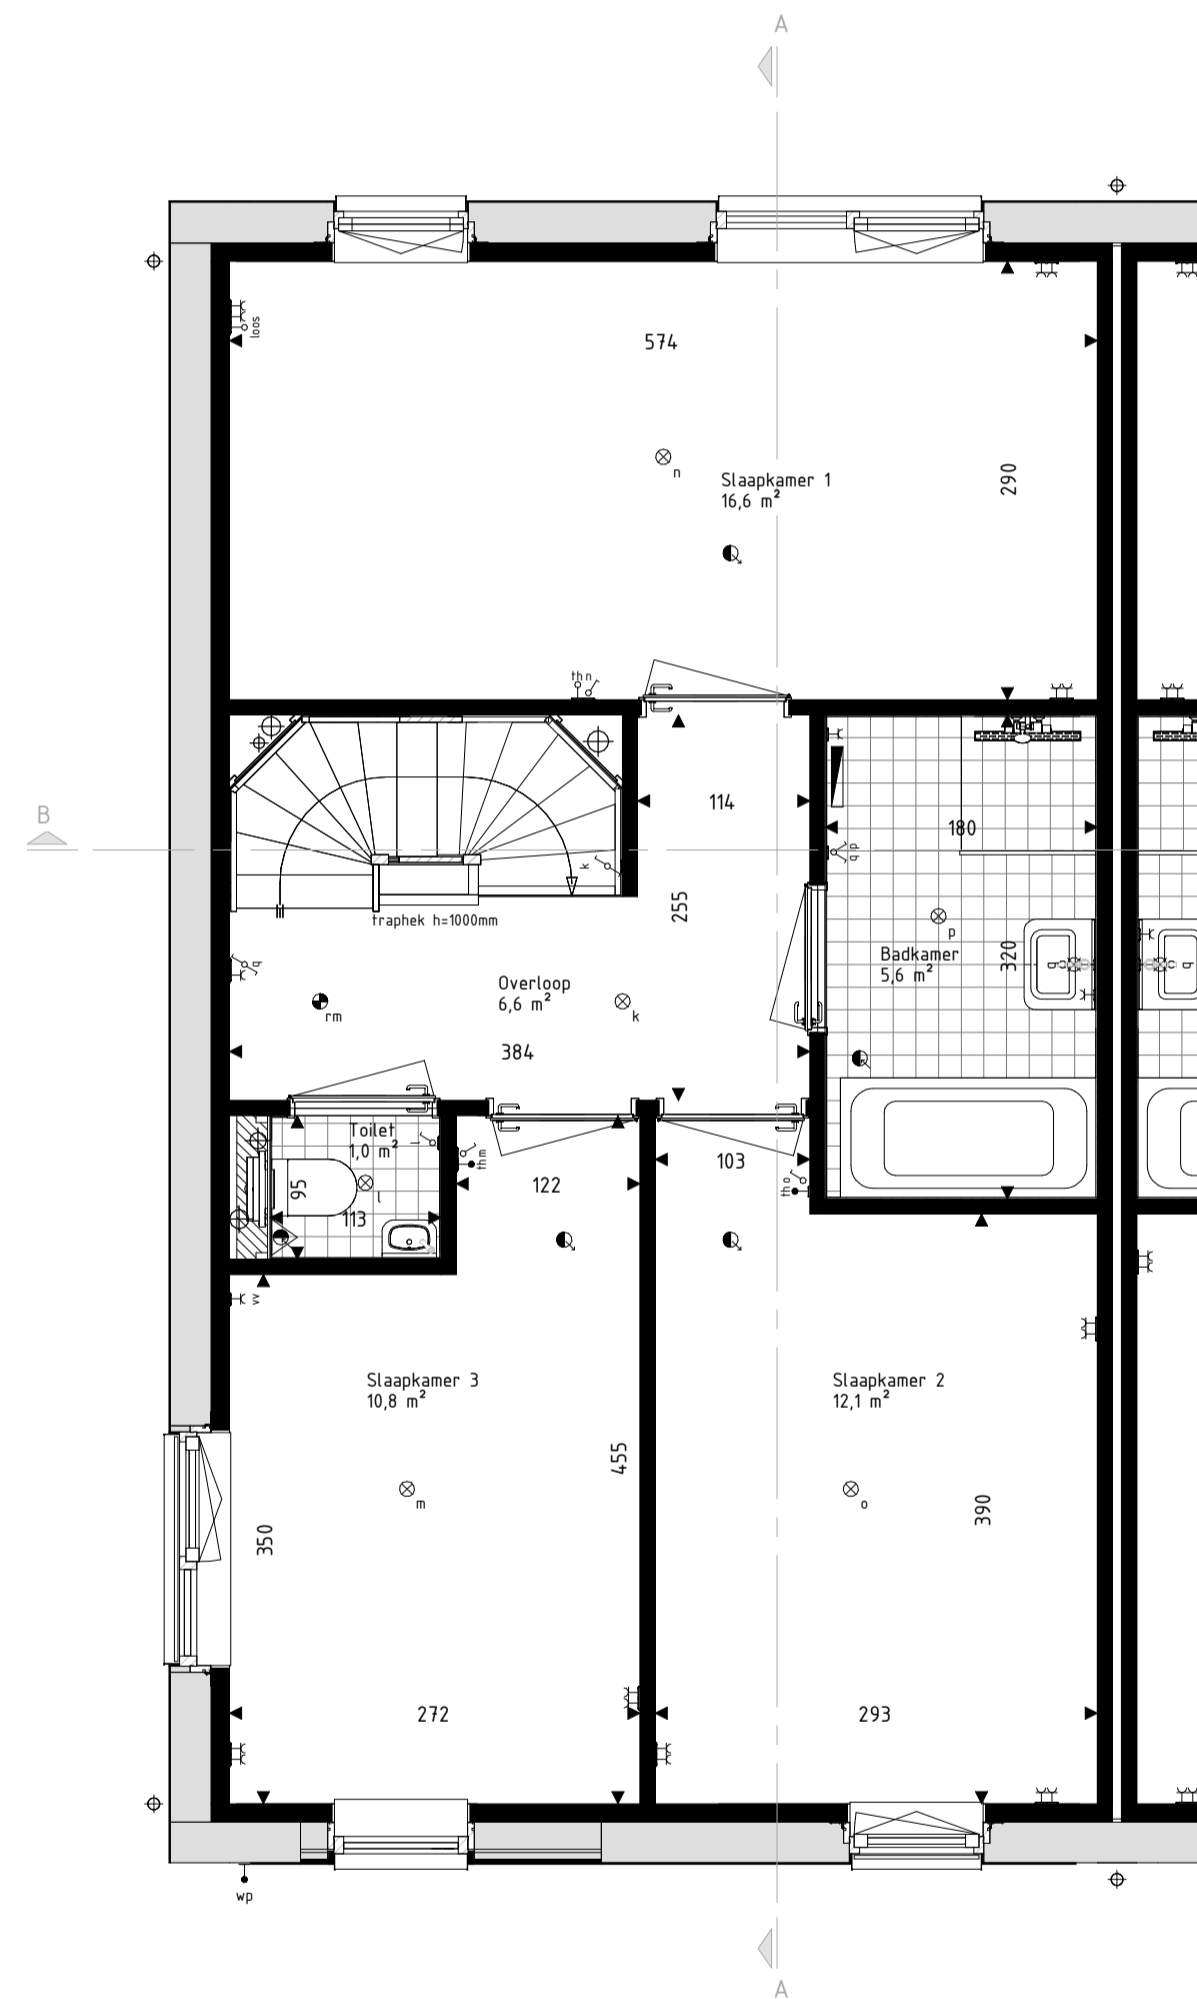 A
loos
574
n
Slaapkamer 1
16,6 m²
290
thn
B
114
180
k
q p
traphek h=1000mm
255
p
Badkamer
5,6 m²
320
q
q
q
Overloop
6,6 m²
rm
k
384
Toilet
1,0 m²
l
thm
103
tho
95
l
122
113
vv
Slaapkamer 3
10,8 m²
Slaapkamer 2
12,1 m²
455
m
o
350
390
272
293
wp
A